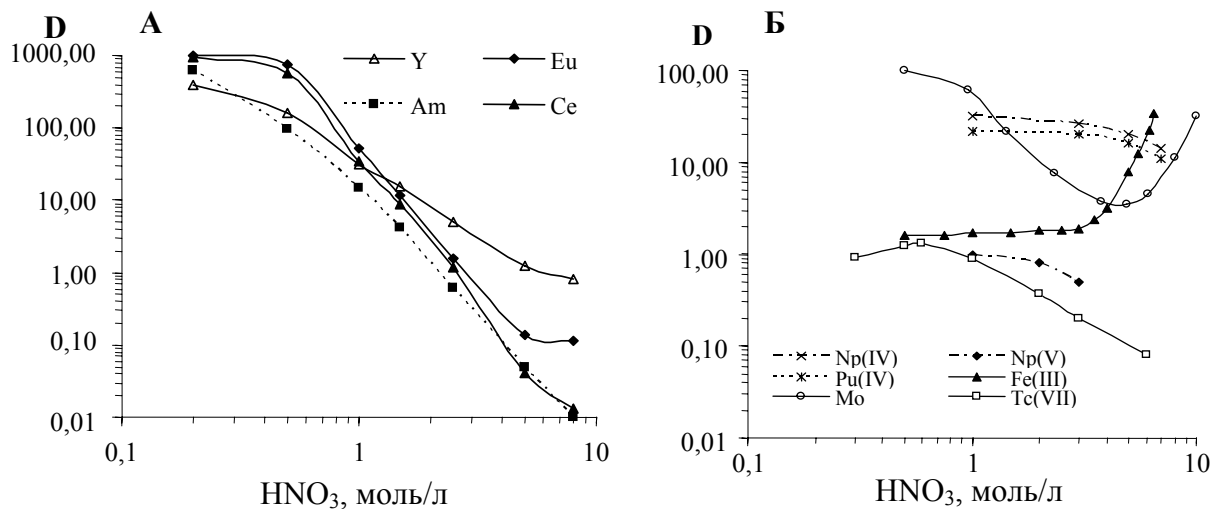 D А
1000,00
100,00
10,00
1,00
0,10
0,01
0,1 1 10
HNO₃, моль/л
Y Eu
Am Ce
D Б
100,00
10,00
1,00
0,10
0,01
0,1 1 10
HNO₃, моль/л
Np(IV) Np(V)
Pu(IV) Fe(III)
Mo Tc(VII)